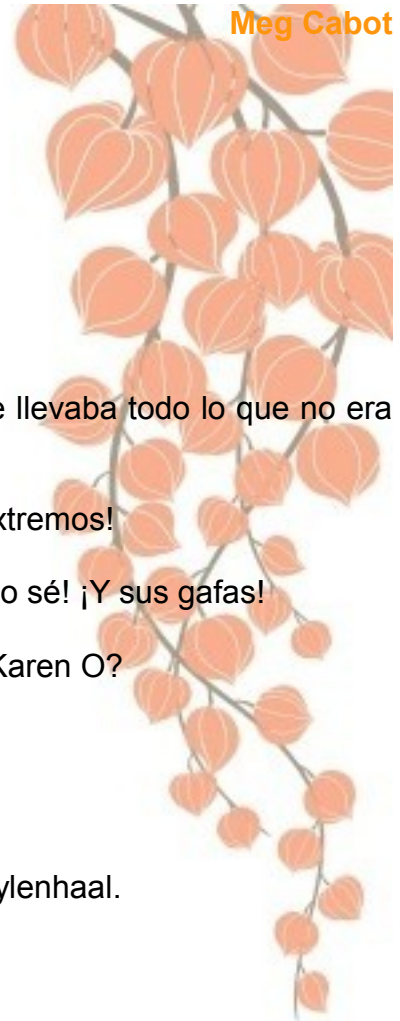 Meg Cabot
llevaba todo lo que no era
xtremos!
o sé! ¡Y sus gafas!
Karen O?
ylenhaal.